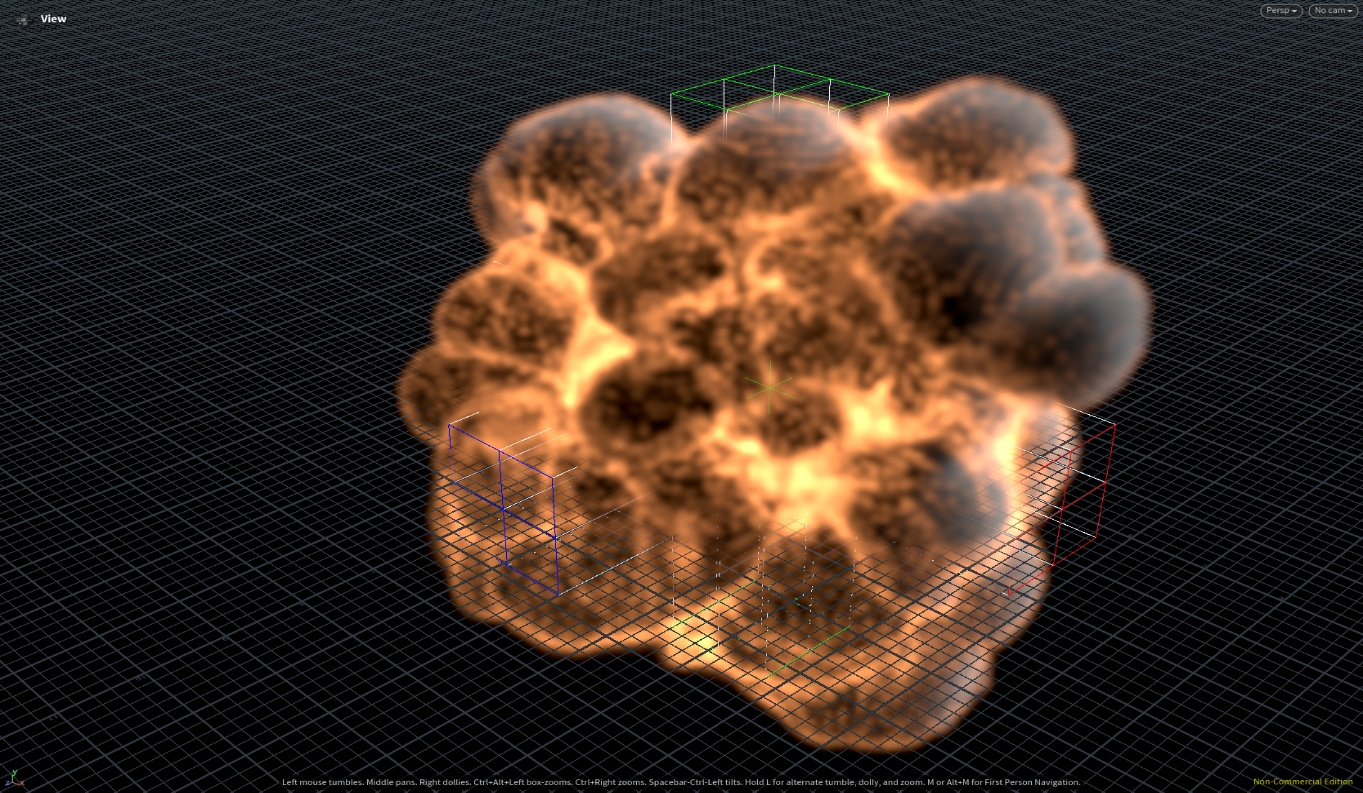 View
Persp
No cam
Left mouse tumbles. Middle pans. Right dollies. Ctrl+Alt+Left box-zooms. Ctrl+Right zooms. Spacebar-Ctrl-Left tilts. Hold L for alternate tumble, dolly, and zoom. M or Alt+M for First Person Navigation.
Non-Commercial Edition